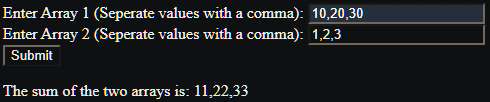 Enter Array 1 (Seperate values with a comma): 10,20,30
Enter Array 2 (Seperate values with a comma): 1,2,3
Submit
The sum of the two arrays is: 11,22,33